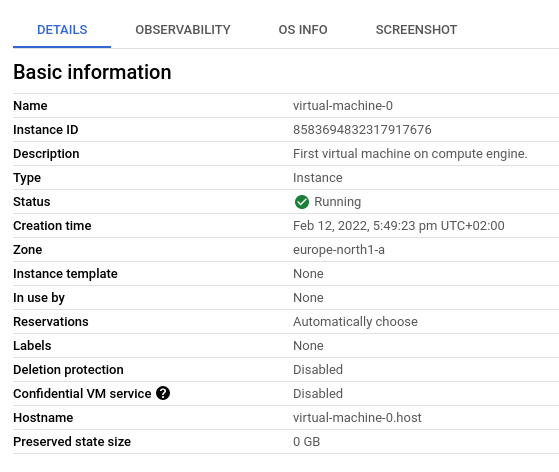 DETAILS OBSERVABILITY OS INFO SCREENSHOT
Basic information
Name virtual-machine-0
Instance ID 8583694832317917676
Description First virtual machine on compute engine.
Type Instance
Status Running
Creation time Feb 12, 2022, 5:49:23 pm UTC+02:00
Zone europe-north1-a
Instance template None
In use by None
Reservations Automatically choose
Labels None
Deletion protection Disabled
Confidential VM service ? Disabled
Hostname virtual-machine-0.host
Preserved state size 0 GB